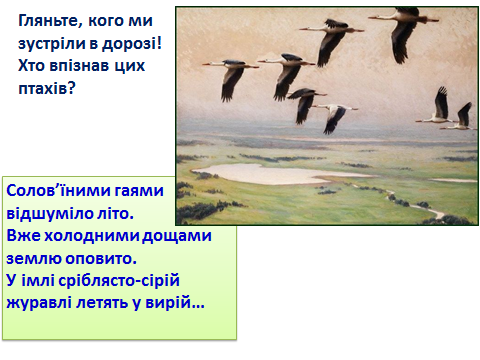 Гляньте, кого ми
зустріли в дорозі!
Хто впізнав цих
птахів?
Солов’їними гаями
відшуміло літо.
Вже холодними дощами
землю оповито.
У імлі сріблясто-сірій
журавлі летять у вирій...